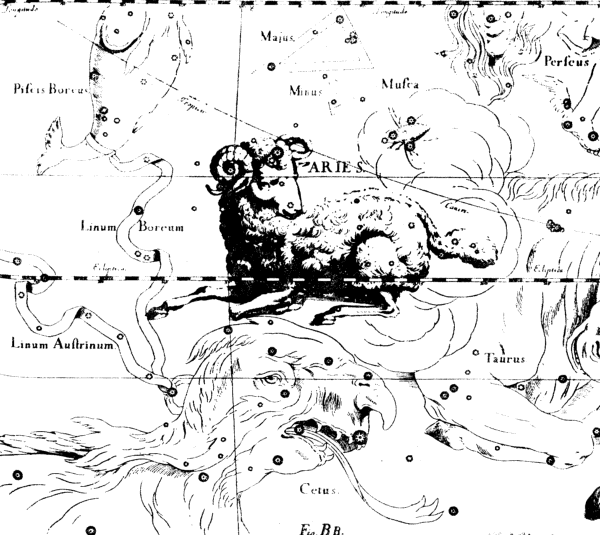 Majus.
Minus
Musca
Perseus
Piscis Boreus
ARIES.
Linum Boreum
Ecliptica
Ecliptica
Linum Austrinum
Taurus
Cetus.
Fig. BB.